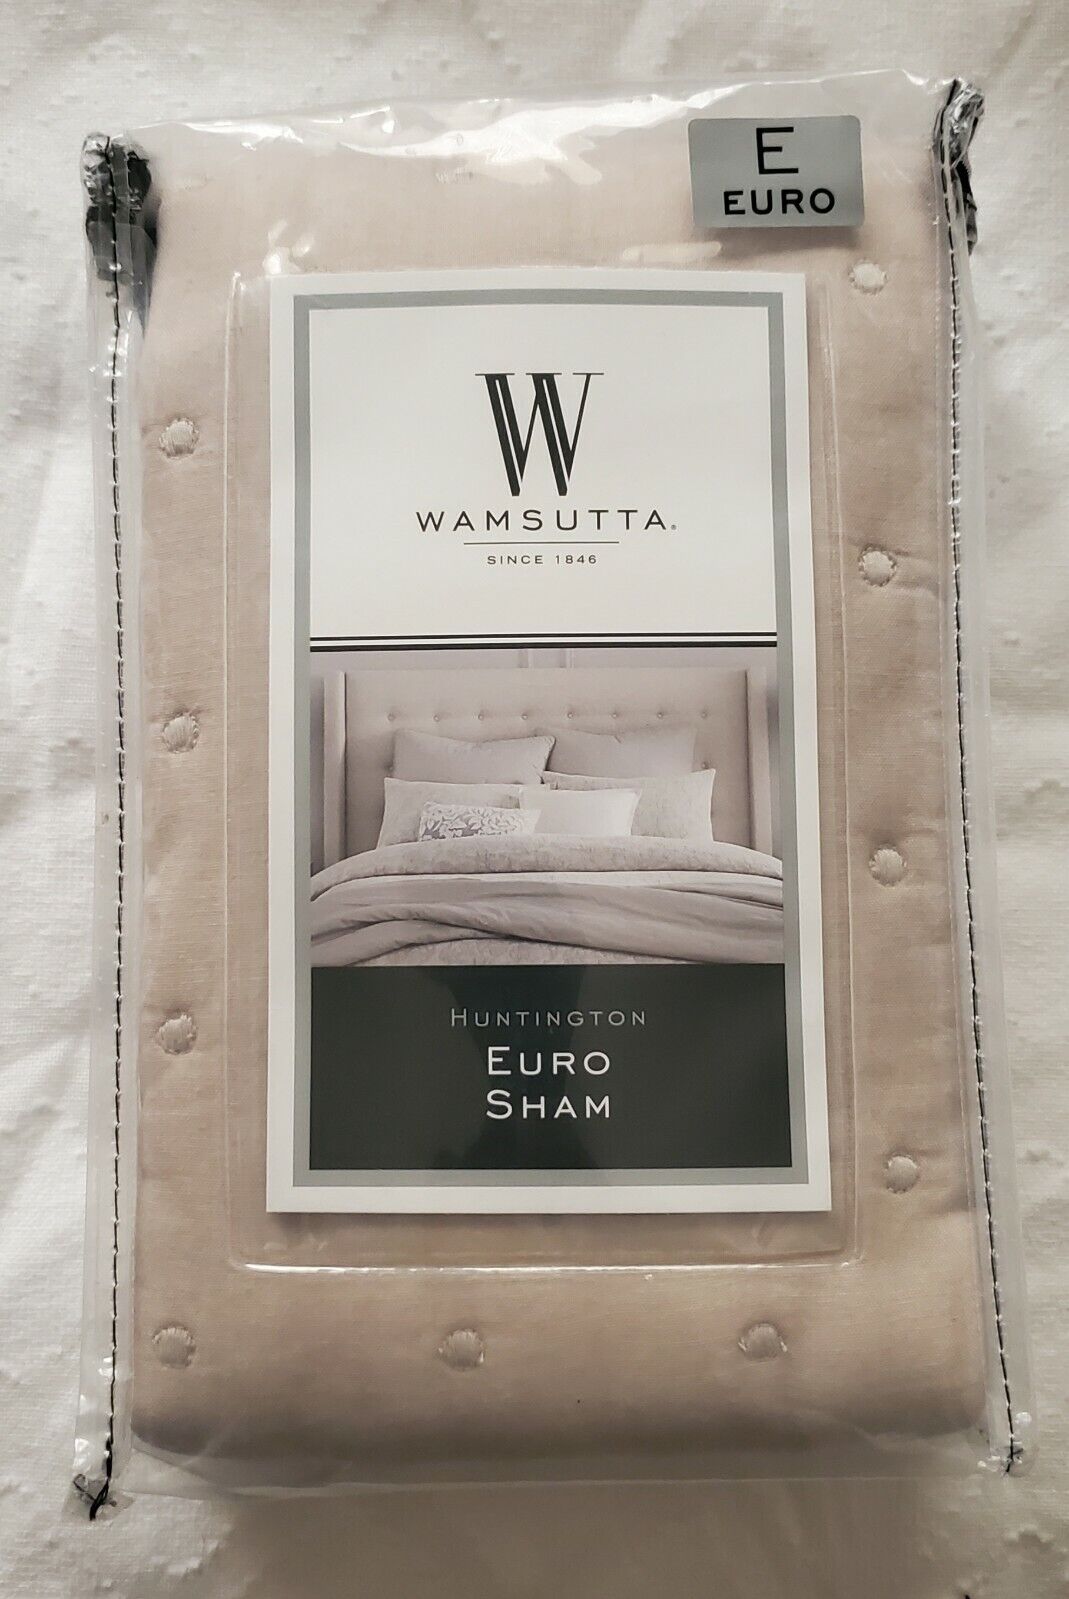 E
EURO
W
WAMSUTTA®
SINCE 1846
HUNTINGTON
EURO
SHAM